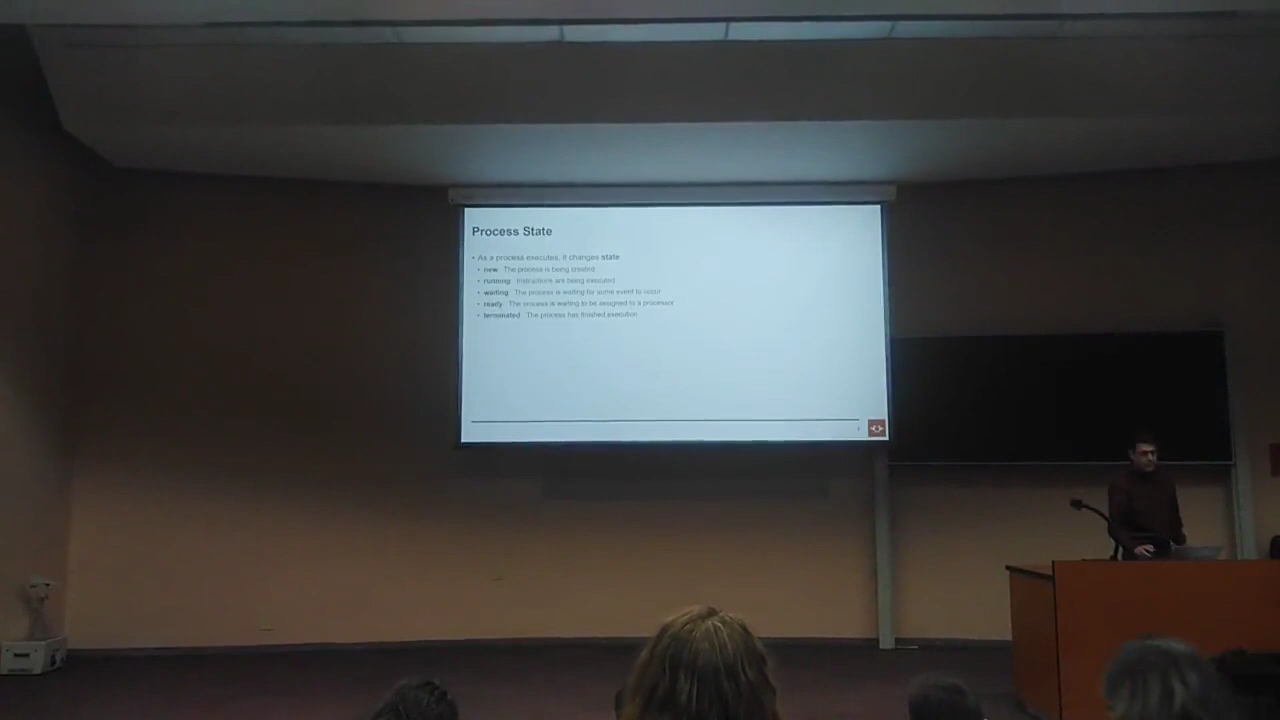 Process State
• As a process executes, it changes state
• new The process is being created
• running Instructions are being executed
• waiting The process is waiting for some event to occur
• ready The process is waiting to be assigned to a processor
• terminated The process has finished execution